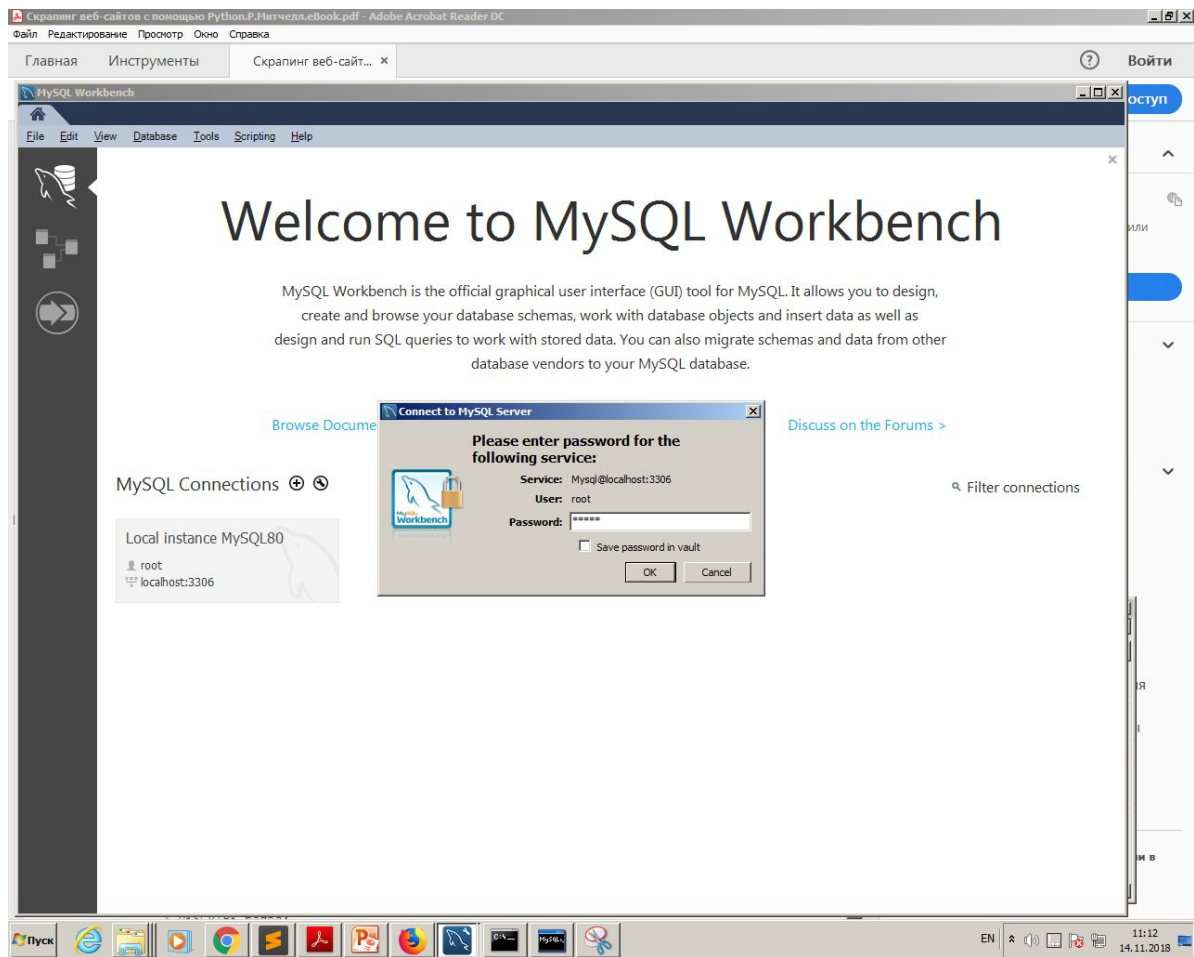 Скрапинг веб-сайтов с помощью Python.Р.Митчелл.eBook.pdf - Adobe Acrobat Reader DC
Файл Редактирование Просмотр Окно Справка
Главная Инструменты Скрапинг веб-сайт... × ? Войти
MySQL Workbench
оступ
File Edit View Database Tools Scripting Help
Welcome to MySQL Workbench
или
MySQL Workbench is the official graphical user interface (GUI) tool for MySQL. It allows you to design,
create and browse your database schemas, work with database objects and insert data as well as
design and run SQL queries to work with stored data. You can also migrate schemas and data from other
database vendors to your MySQL database.
Browse Docume
Discuss on the Forums >
Connect to MySQL Server
Please enter password for the
following service:
Service: Mysql@localhost:3306
User: root
Password: *****
Save password in vault
OK Cancel
MySQL Workbench
MySQL Connections
Filter connections
Local instance MySQL80
root
localhost:3306
ия
ы
и в
Пуск
C:\_
MySQL
EN
11:12
14.11.2018